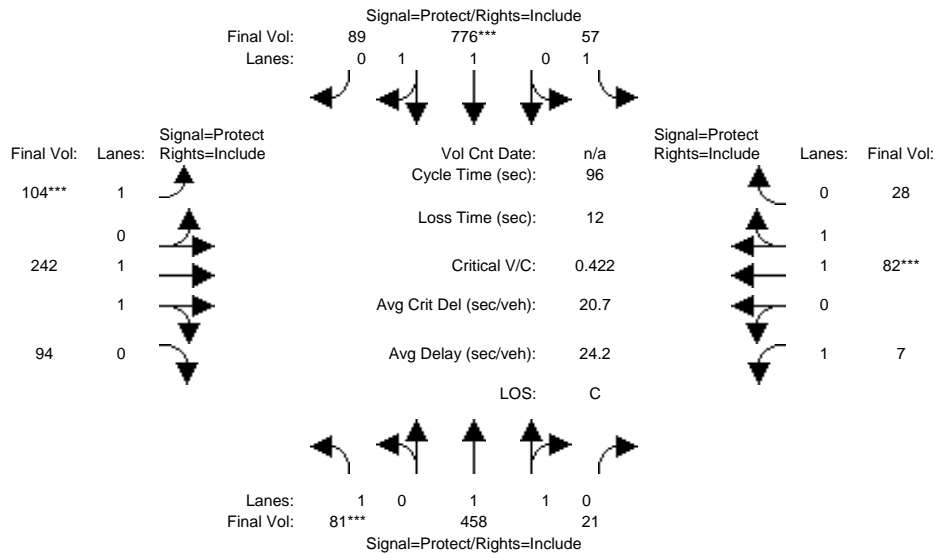 Signal=Protect/Rights=Include
Final Vol: 89 776*** 57
Lanes: 0 1 1 0 1
Signal=Protect
Final Vol: Lanes: Rights=Include
Vol Cnt Date: n/a
Signal=Protect
Rights=Include Lanes: Final Vol:
Cycle Time (sec): 96
104*** 1
0 28
Loss Time (sec): 12
0
1
242 1
Critical V/C: 0.422
1 82***
1
Avg Crit Del (sec/veh): 20.7
0
94 0
Avg Delay (sec/veh): 24.2
1 7
LOS: C
Lanes: 1 0 1 1 0
Final Vol: 81*** 458 21
Signal=Protect/Rights=Include